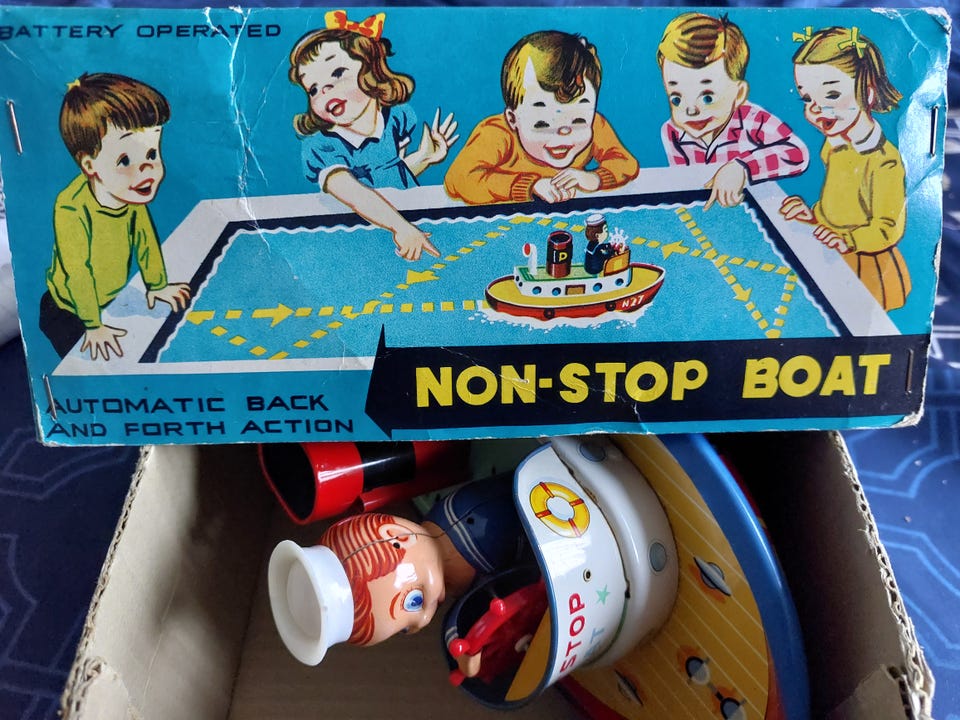 BATTERY OPERATED
P
N27
NON-STOP BOAT
AUTOMATIC BACK
AND FORTH ACTION
STOP